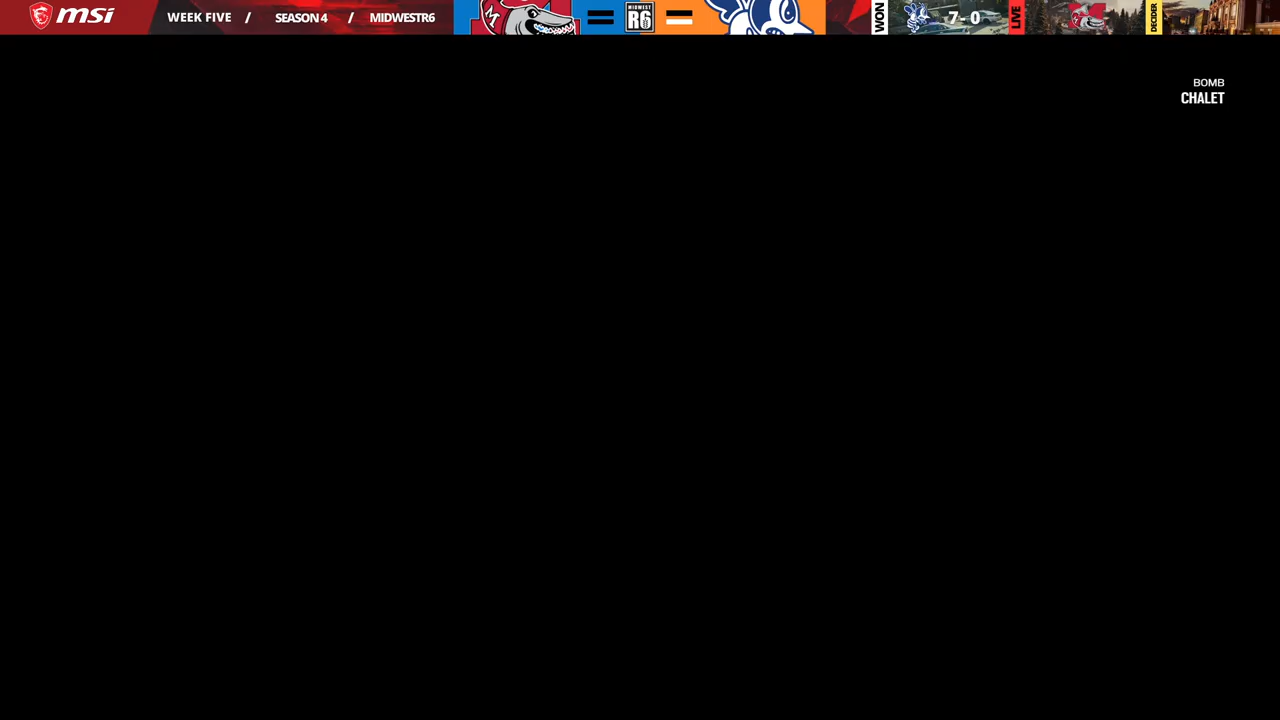 msi
WEEK FIVE / SEASON 4 / MIDWESTR6
M
MIDWEST
R6
WON
7-0
LIVE
DECIDER
BOMB
CHALET